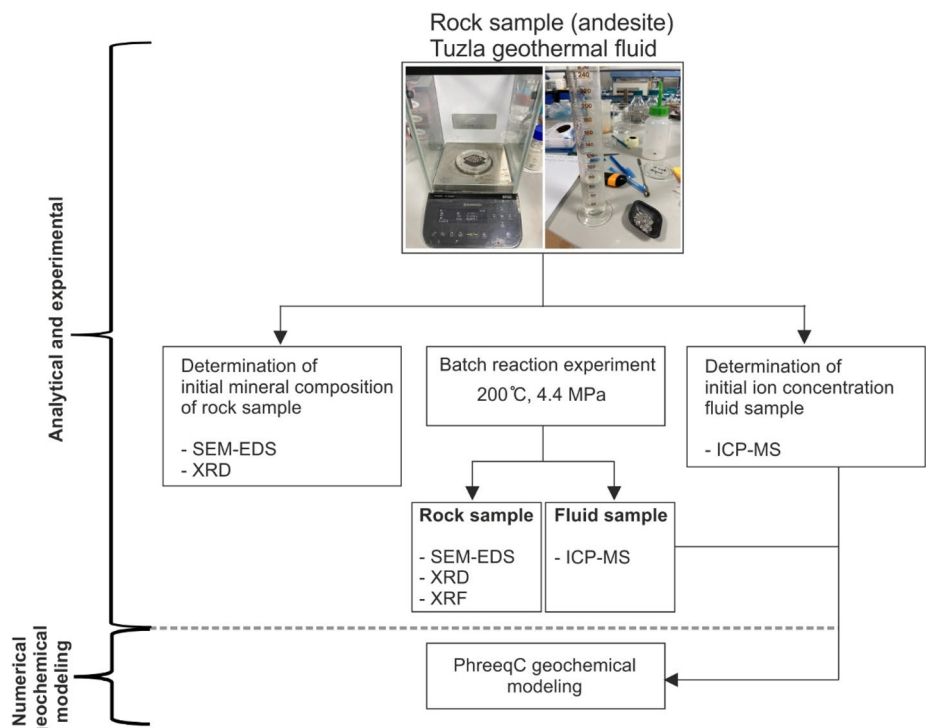 Rock sample (andesite)
Tuzla geothermal fluid
Analytical and experimental
Determination of
initial mineral composition
of rock sample
- SEM-EDS
- XRD
Batch reaction experiment
200℃, 4.4 MPa
Determination of
initial ion concentration
fluid sample
- ICP-MS
Rock sample
- SEM-EDS
- XRD
- XRF
Fluid sample
- ICP-MS
Numerical
eochemical
modeling
PhreeqC geochemical
modeling